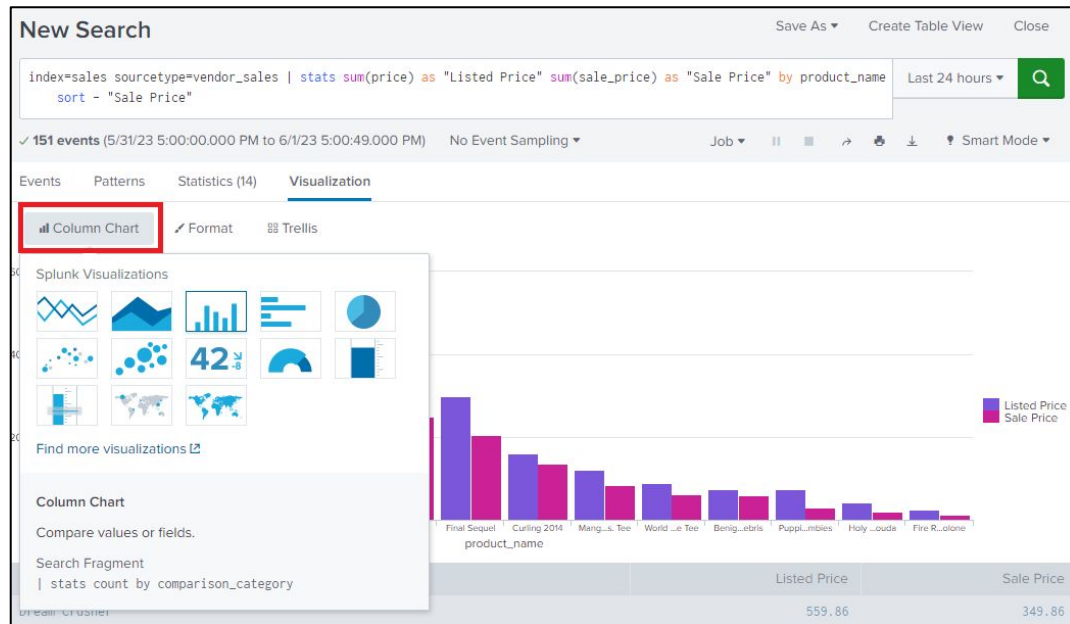 New Search
Save As ▾ Create Table View Close
index=sales sourcetype=vendor_sales | stats sum(price) as "Listed Price" sum(sale_price) as "Sale Price" by product_name
sort - "Sale Price"
Last 24 hours ▾
✓ 151 events (5/31/23 5:00:00.000 PM to 6/1/23 5:00:49.000 PM) No Event Sampling ▾ Job ▾ Smart Mode ▾
Events Patterns Statistics (14) Visualization
Column Chart Format Trellis
Splunk Visualizations
42
-8
Find more visualizations
Column Chart
Compare values or fields.
Search Fragment
| stats count by comparison_category
Listed Price
Sale Price
Final Sequel Curling 2014 Mang...s. Tee World ...e Tee Benig...ebris Puppi...mbies Holy ...ouda Fire R...olone
product_name
Listed Price Sale Price
Dream Crusher 559.86 349.86